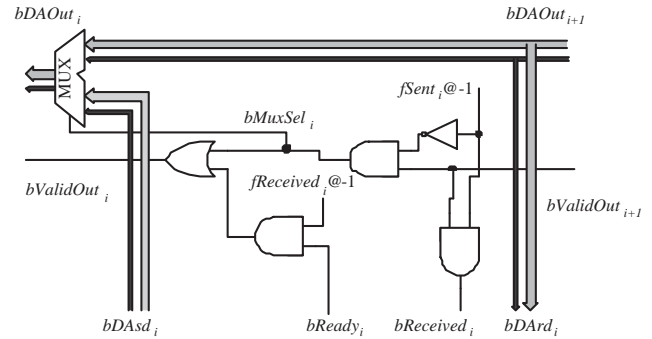 bDAOut i
bDAOut i+1
MUX
fSent i@-1
bMuxSel i
bValidOut i
fReceived i@-1
bValidOut i+1
bDAsd i
bReady i
bReceived i
bDArd i